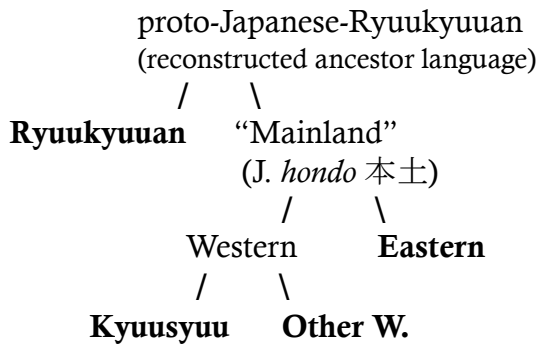 proto-Japanese-Ryuukyuuan
(reconstructed ancestor language)
/ \
Ryuukyuuan “Mainland”
(J. hondo 本土)
/ \
Western Eastern
/ \
Kyuusyuu Other W.